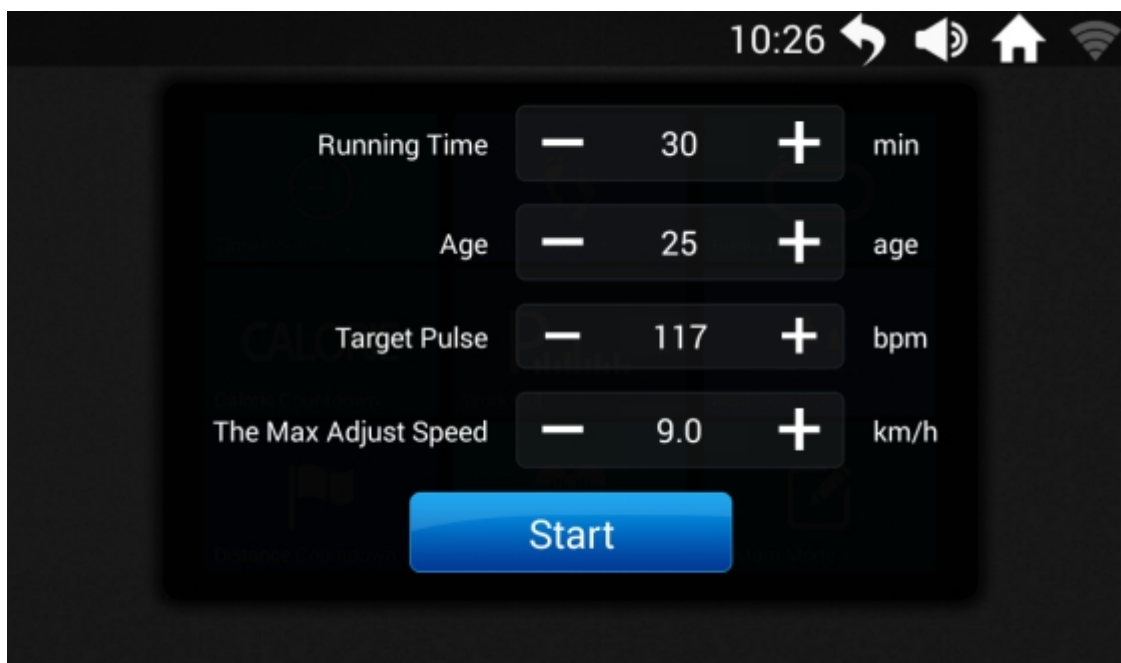 10:26
Running Time 30 min
Age 25 age
Target Pulse 117 bpm
The Max Adjust Speed 9.0 km/h
Start